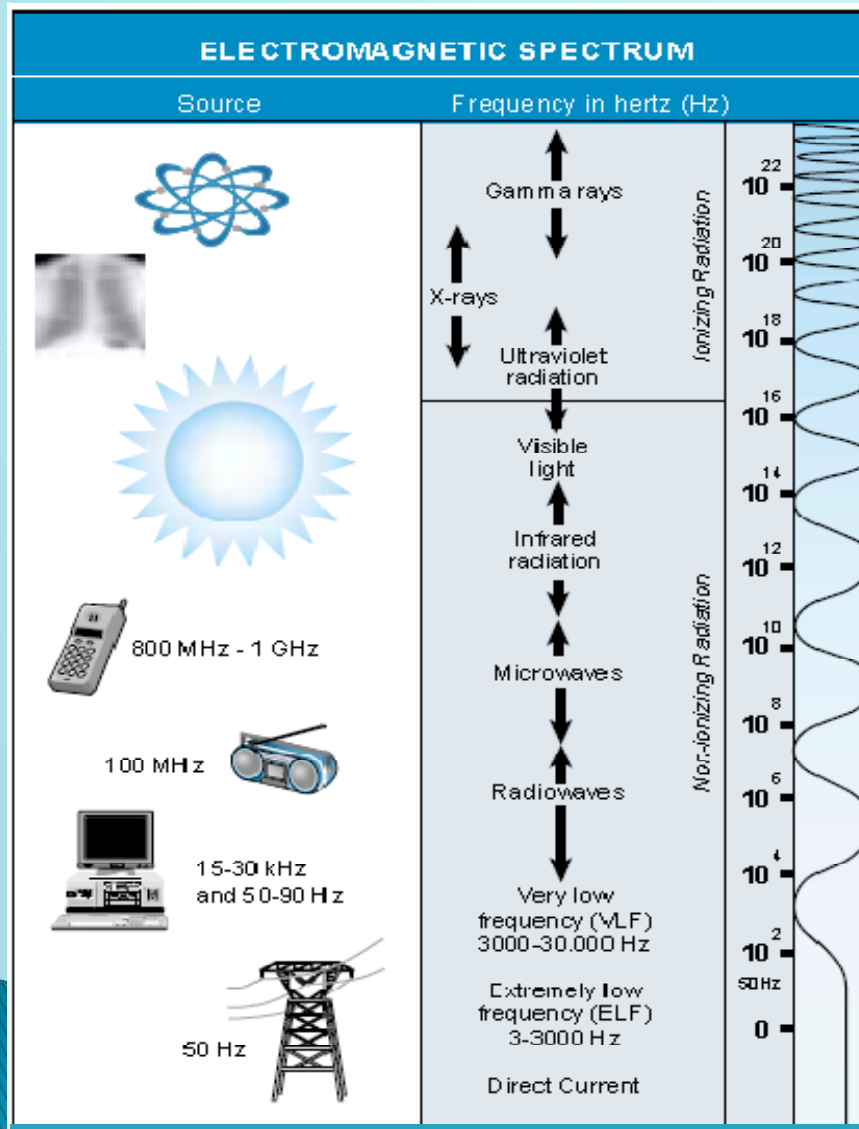 ELECTROMAGNETIC SPECTRUM
Source
Frequency in hertz (Hz)
Gamma rays
X-rays
Ultraviolet
radiation
Ionizing Radiation
Visible
light
Infrared
radiation
Microwaves
Radiowaves
Very low
frequency (VLF)
3000-30.000 Hz
Extremely low
frequency (ELF)
3-3000 Hz
Direct Current
Non-ionizing Radiation
800 MHz - 1 GHz
100 MHz
15-30 kHz
and 50-90 Hz
50 Hz
10 22
10 20
10 18
10 16
10 14
10 12
10 10
10 8
10 6
10 4
10 2
50Hz
0